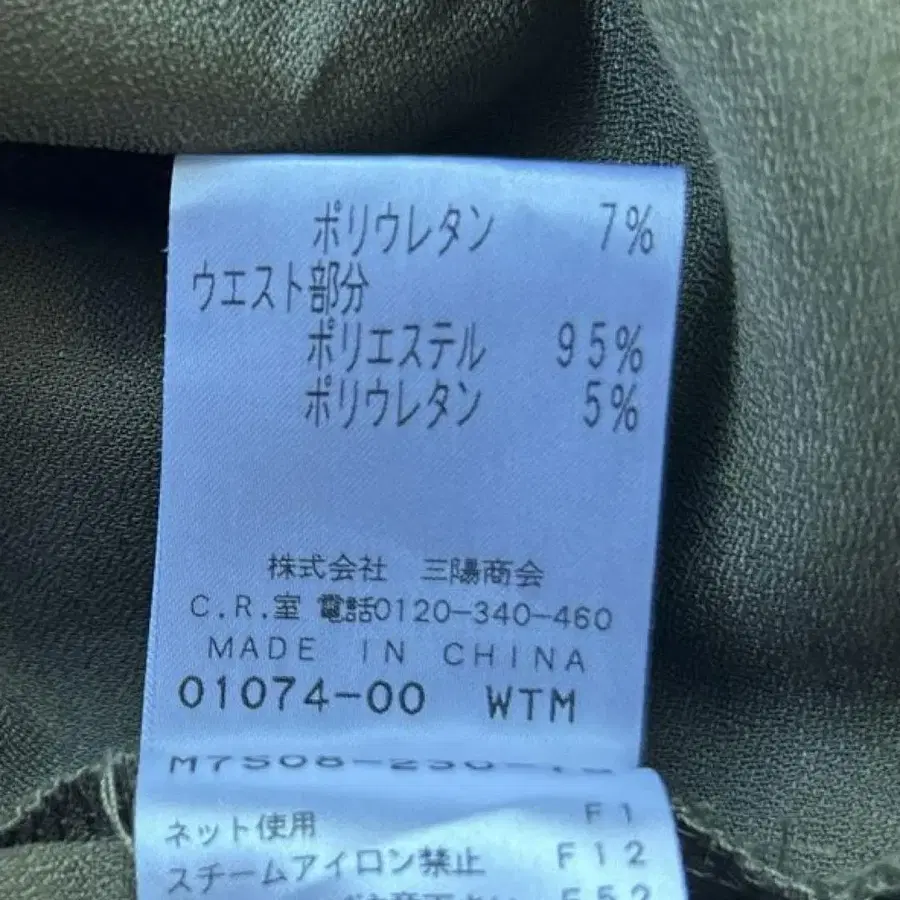 ポリウレタン 7%
ウエスト部分
ポリエステル 95%
ポリウレタン 5%
株式会社 三陽商会
C.R.室 電話0120-340-460
MADE IN CHINA
01074-00 WTM
ネット使用 F1
スチームアイロン禁止 F12
F52